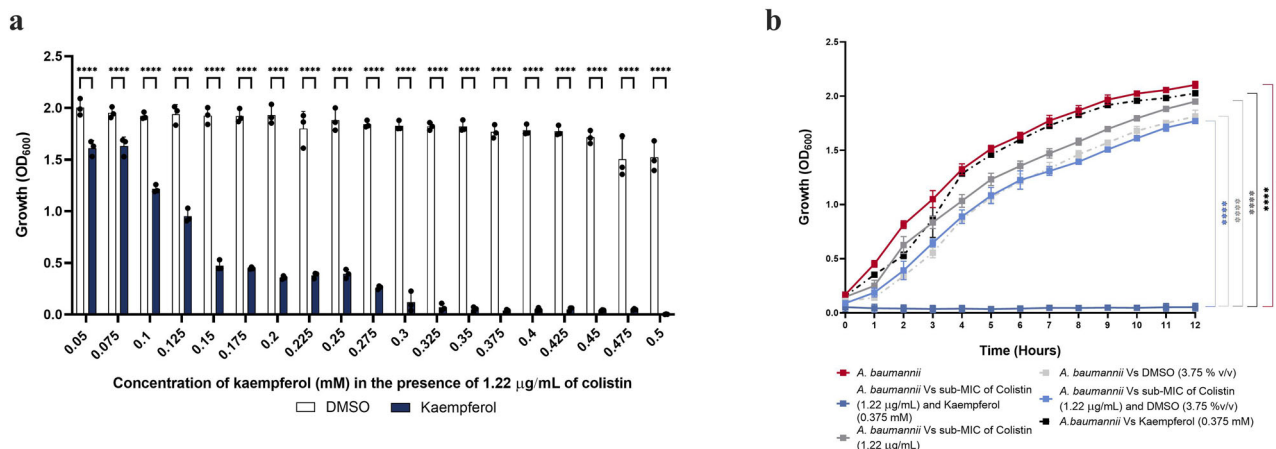 a
**** **** **** **** **** **** **** **** **** **** **** **** **** **** **** **** **** **** ****
2.5
2.0
1.5
1.0
0.5
0.0
Growth (OD600)
0.05 0.075 0.1 0.125 0.15 0.175 0.2 0.225 0.25 0.275 0.3 0.325 0.35 0.375 0.4 0.425 0.45 0.475 0.5
Concentration of kaempferol (mM) in the presence of 1.22 µg/mL of colistin
DMSO Kaempferol
b
2.5
2.0
1.5
1.0
0.5
0.0
Growth (OD600)
0 1 2 3 4 5 6 7 8 9 10 11 12
Time (Hours)
**** **** **** ****
A. baumannii
A. baumannii Vs sub-MIC of Colistin
(1.22 µg/mL) and Kaempferol
(0.375 mM)
A. baumannii Vs sub-MIC of Colistin
(1.22 µg/mL)
A. baumannii Vs DMSO (3.75 % v/v)
A. baumannii Vs sub-MIC of Colistin
(1.22 µg/mL) and DMSO (3.75 %v/v)
A.baumannii Vs Kaempferol (0.375 mM)